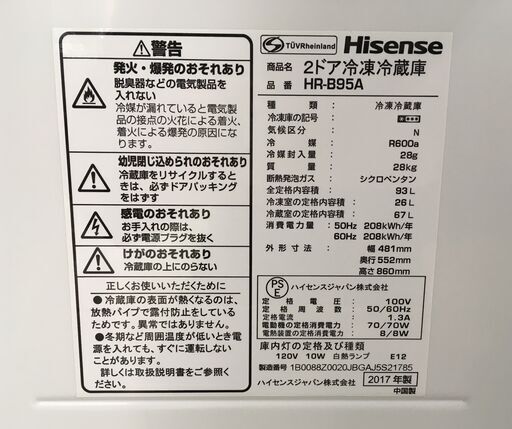 警告
発火・爆発のおそれあり
脱臭器などの電気製品を
入れない
冷媒が漏れていると電気製
品の接点の火花による着
火、着火による爆発の原因に
なります。
幼児閉じ込められのおそれあり
冷蔵庫をリサイクルすると
きは、必ずドアパッキング
をはずす
感電のおそれあり
お手入れの際は、
必ず電源プラグを抜く
けがのおそれあり
冷蔵庫の上にのらない
正しくお使いいただくために
●冷蔵庫の表面が熱くなるのは、
放熱パイプで露付防止をしている
ためです。異常ではありません。
●冬期など周囲温度が低いとき電
源を入れても、すぐに運転しない
ことがあります。
詳しくは取扱説明書をご覧ください
TÜVRheinland
Hisense
商品名 2ドア冷凍冷蔵庫
品番 HR-B95A
種類 : 冷凍冷蔵庫
冷凍庫の記号 :
気候区分 : N
冷媒 : R600a
冷媒封入量 : 28g
質量 : 28kg
断熱発泡ガス : シクロペンタン
全定格内容積 : 93 L
冷凍室の定格内容積 : 26 L
冷蔵室の定格内容積 : 67 L
消費電力量 : 50Hz 208kWh/年
60Hz 208kWh/年
外形寸法 : 幅 481mm
奥行 552mm
高さ 860mm
PS
E
ハイセンスジャパン株式会社
定格電圧 : 100V
定格周波数 : 50/60Hz
定格電流 : 1.3A
電動機の定格消費電力 : 70/70W
電熱装置の定格消費電力 : 8/8W
庫内灯の定格及び種類
120V 10W 白熱ランプ E12
製造番号:1B0088Z0020JBGAJ5S21785
ハイセンスジャパン株式会社
2017年製
中国製